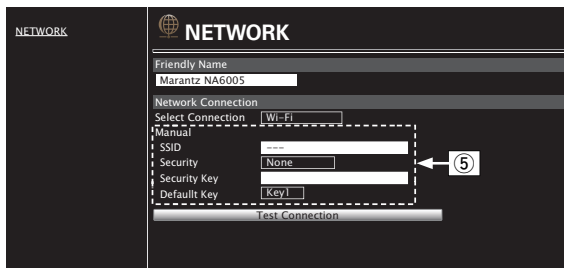 NETWORK
NETWORK
Friendly Name
Marantz NA6005
Network Connection
Select Connection Wi-Fi
Manual
SSID ---
Security None
Security Key
Defaullt Key Key1
Test Connection
⑤